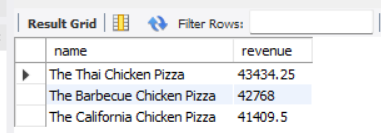 Result Grid Filter Rows:
name revenue
The Thai Chicken Pizza 43434.25
The Barbecue Chicken Pizza 42768
The California Chicken Pizza 41409.5